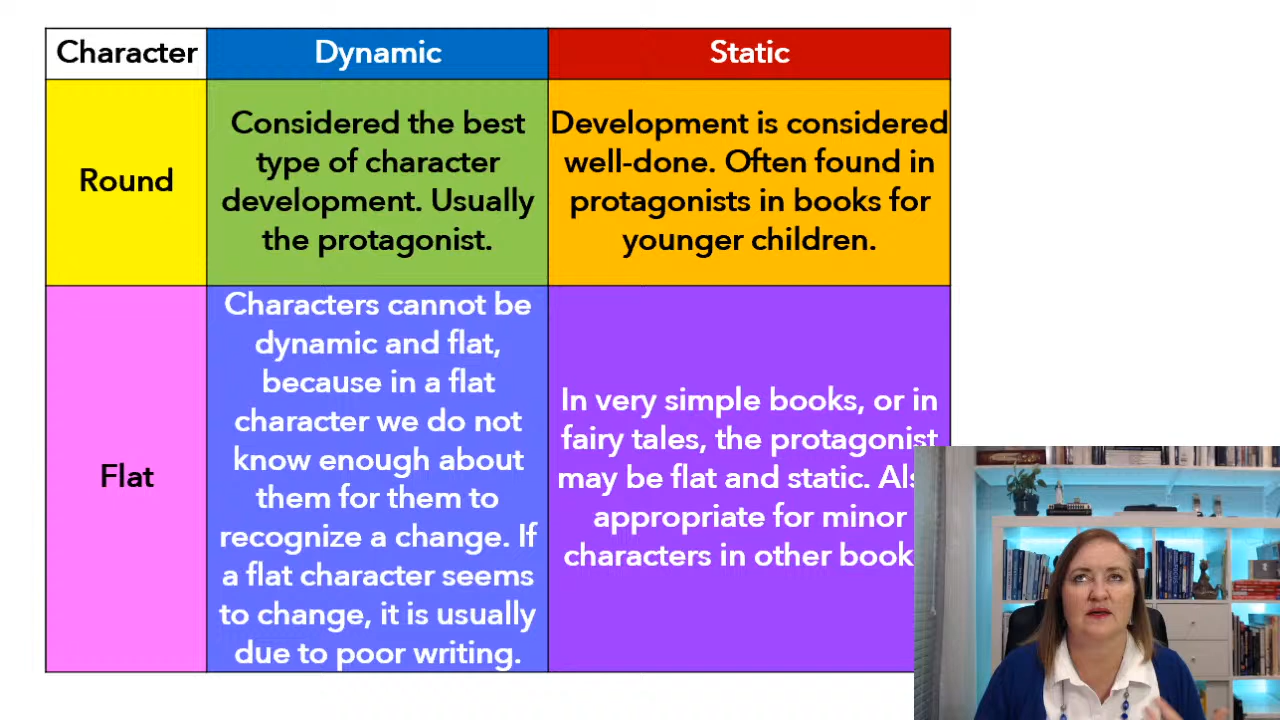 Character Dynamic Static
Round
Considered the best
type of character
development. Usually
the protagonist.
Development is considered
well-done. Often found in
protagonists in books for
younger children.
Flat
Characters cannot be
dynamic and flat,
because in a flat
character we do not
know enough about
them for them to
recognize a change. If
a flat character seems
to change, it is usually
due to poor writing.
In very simple books, or in
fairy tales, the protagonist
may be flat and static.
appropriate for minor
characters in other